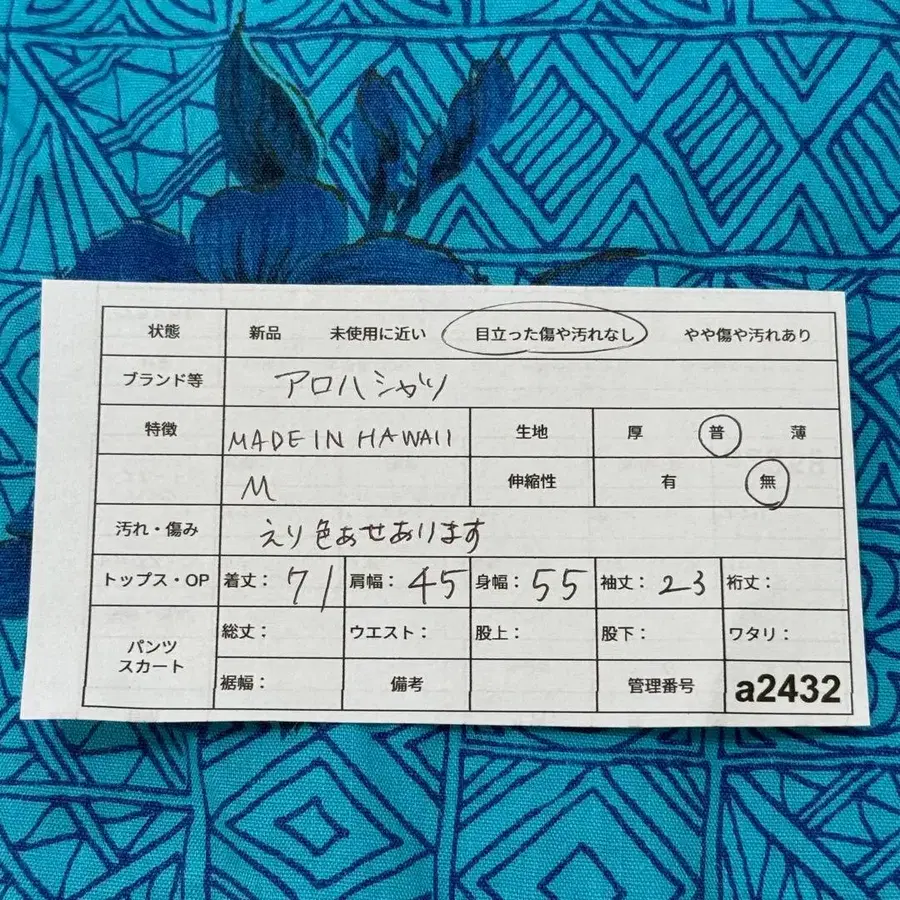 状態 新品 未使用に近い 目立った傷や汚れなし やや傷や汚れあり
ブランド等 アロハシャツ
特徴 MADE IN HAWAII 生地 厚 普 薄
M 伸縮性 有 無
汚れ・傷み えり色あせあります
トップス・OP 着丈: 71 肩幅: 45 身幅: 55 袖丈: 23 裄丈:
パンツ スカート 総丈: ウエスト: 股上: 股下: ワタリ:
裾幅: 備考 管理番号 a2432